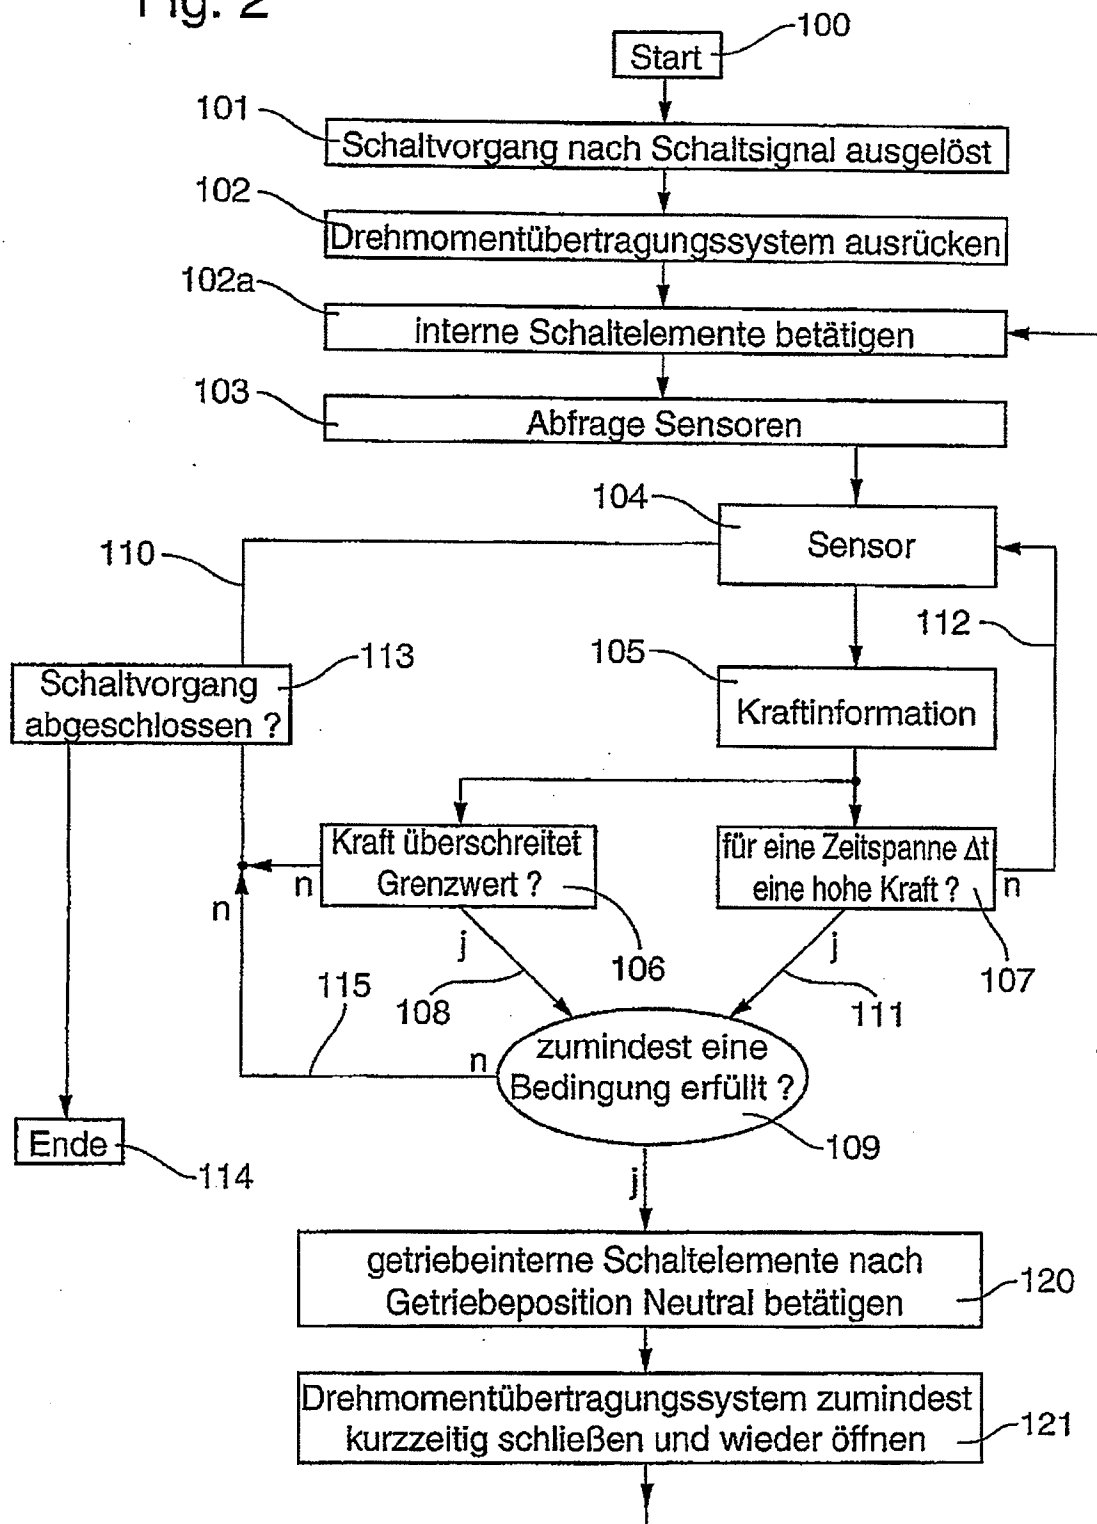 Fig. 2
100
Start
101
Schaltvorgang nach Schaltsignal ausgelöst
102
Drehmomentübertragungssystem ausrücken
102a
interne Schaltelemente betätigen
103
Abfrage Sensoren
104
Sensor
110
112
105
Kraftinformation
113
Schaltvorgang
abgeschlossen ?
Kraft überschreitet
Grenzwert ?
n
106
für eine Zeitspanne Δt
eine hohe Kraft ?
n
107
n
j
108
j
111
115
n
zumindest eine
Bedingung erfüllt ?
109
Ende
114
j
getriebeinterne Schaltelemente nach
Getriebeposition Neutral betätigen
120
Drehmomentübertragungssystem zumindest
kurzzeitig schließen und wieder öffnen
121